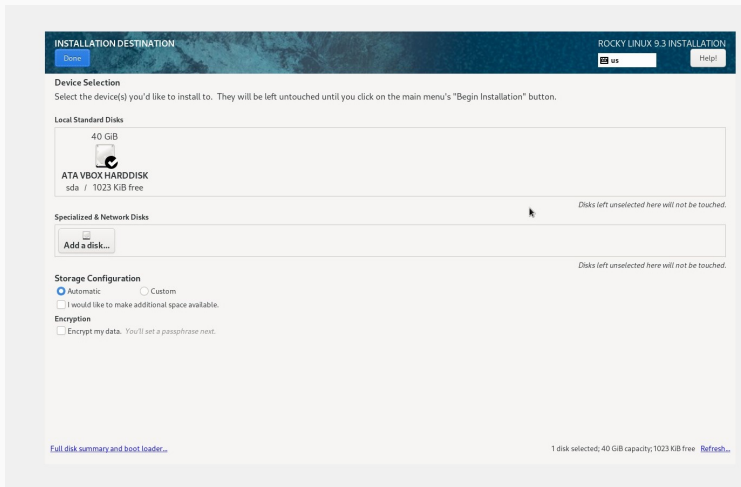 INSTALLATION DESTINATION
ROCKY LINUX 9.3 INSTALLATION
Done
us
Help!
Device Selection
Select the device(s) you'd like to install to. They will be left untouched until you click on the main menu's "Begin Installation" button.
Local Standard Disks
40 GiB
ATA VBOX HARDDISK
sda / 1023 KiB free
Disks left unselected here will not be touched.
Specialized & Network Disks
Add a disk...
Disks left unselected here will not be touched.
Storage Configuration
Automatic Custom
I would like to make additional space available.
Encryption
Encrypt my data. You'll set a passphrase next.
Full disk summary and boot loader...
1 disk selected; 40 GiB capacity; 1023 KiB free Refresh...